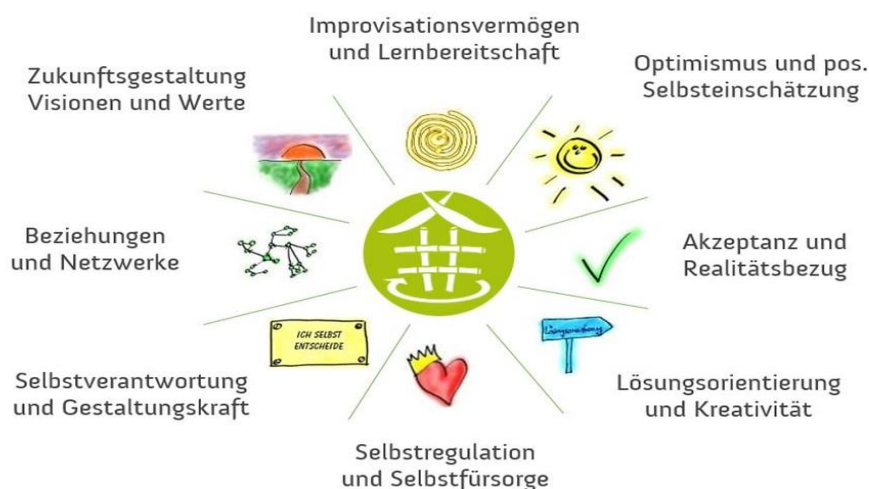 Improvisationsvermögen
und Lernbereitschaft
Optimismus und pos.
Selbsteinschätzung
Akzeptanz und
Realitätsbezug
Lösungsorientierung
und Kreativität
Selbstregulation
und Selbstfürsorge
Selbstverantwortung
und Gestaltungskraft
ICH SELBST
ENTSCHEIDE
Beziehungen
und Netzwerke
Zukunftsgestaltung
Visionen und Werte